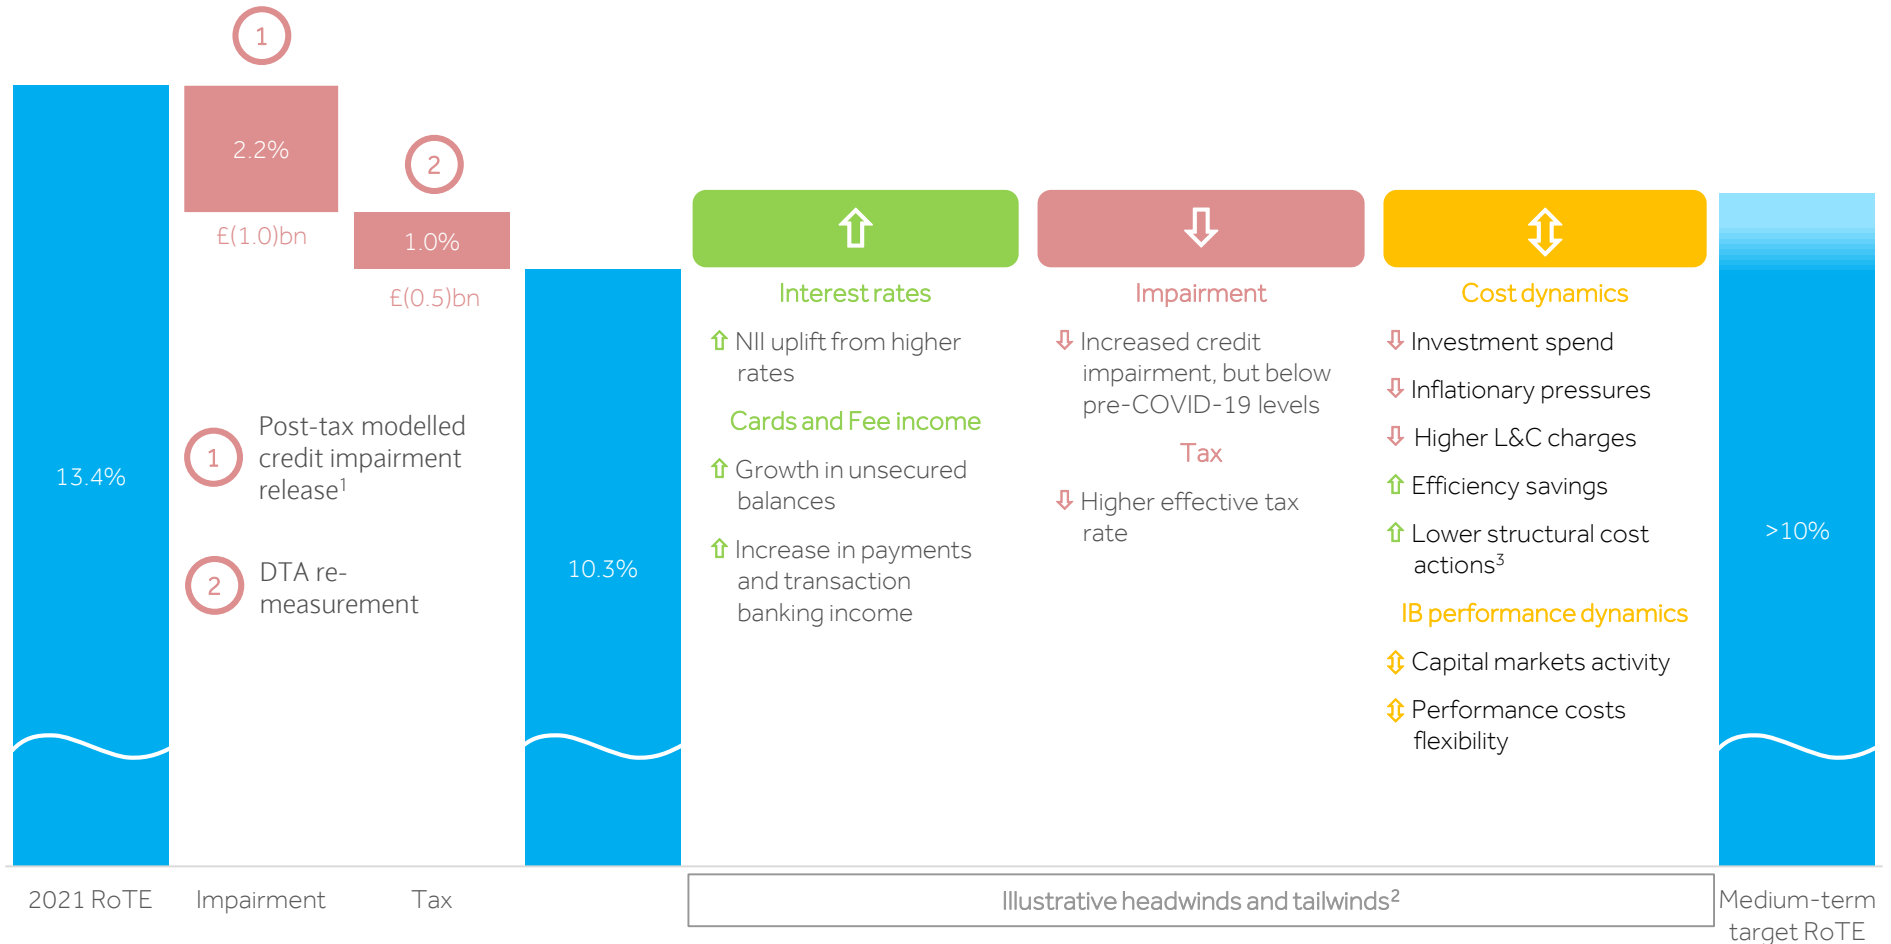 1
2.2%
£(1.0)bn
2
1.0%
£(0.5)bn
13.4%
1
Post-tax modelled
credit impairment
release1
2
DTA re-
measurement
10.3%
Interest rates
NII uplift from higher
rates
Cards and Fee income
Growth in unsecured
balances
Increase in payments
and transaction
banking income
Impairment
Increased credit
impairment, but below
pre-COVID-19 levels
Tax
Higher effective tax
rate
Cost dynamics
Investment spend
Inflationary pressures
Higher L&C charges
Efficiency savings
Lower structural cost
actions3
IB performance dynamics
Capital markets activity
Performance costs
flexibility
>10%
2021 RoTE
Impairment
Tax
Illustrative headwinds and tailwinds2
Medium-term
target RoTE